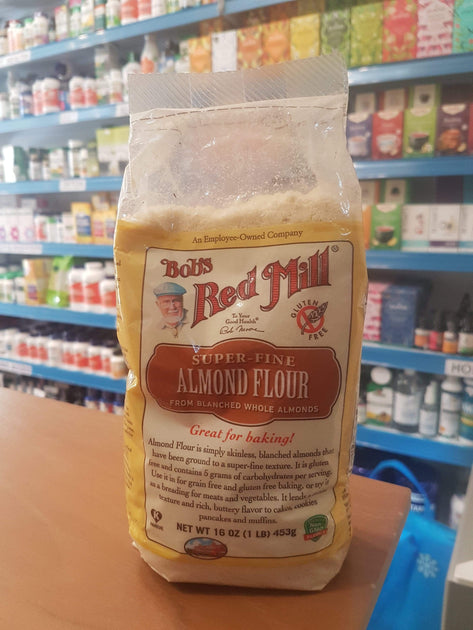 An Employee-Owned Company
Bob's
Red Mill®
To Your
Good Health®
Bob Moore
GLUTEN
FREE
SUPER-FINE
ALMOND FLOUR
FROM BLANCHED WHOLE ALMONDS
Great for baking!
Almond Flour is simply skinless, blanched almonds that
have been ground to a super-fine texture. It is gluten
free and contains 6 grams of carbohydrates per serving.
Use it for grain free and gluten free baking, or try it
as a breading for meats and vegetables. It lends
texture and rich, buttery flavor to cakes, cookies,
pancakes and muffins.
K
NET WT 16 OZ (1 LB) 453g
NON
GMO